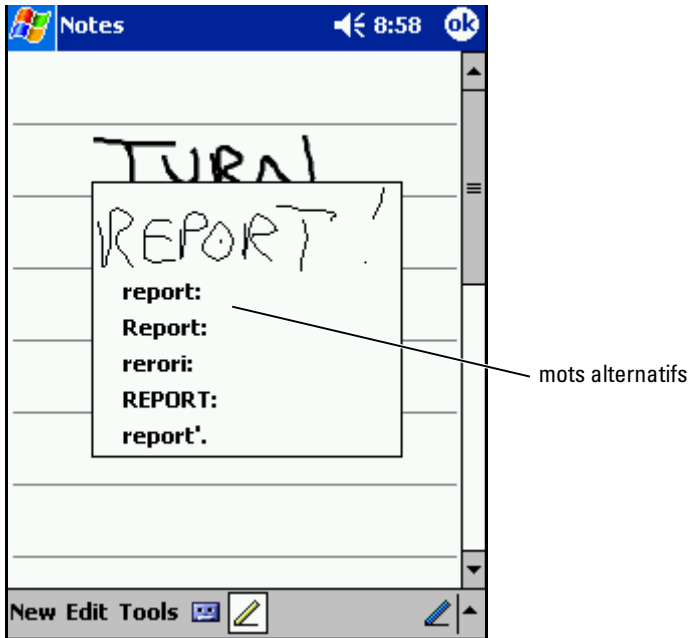 Notes 8:58 ok
TURN
REPORT!
report:
Report:
rerori:
REPORT:
report'.
mots alternatifs
New Edit Tools